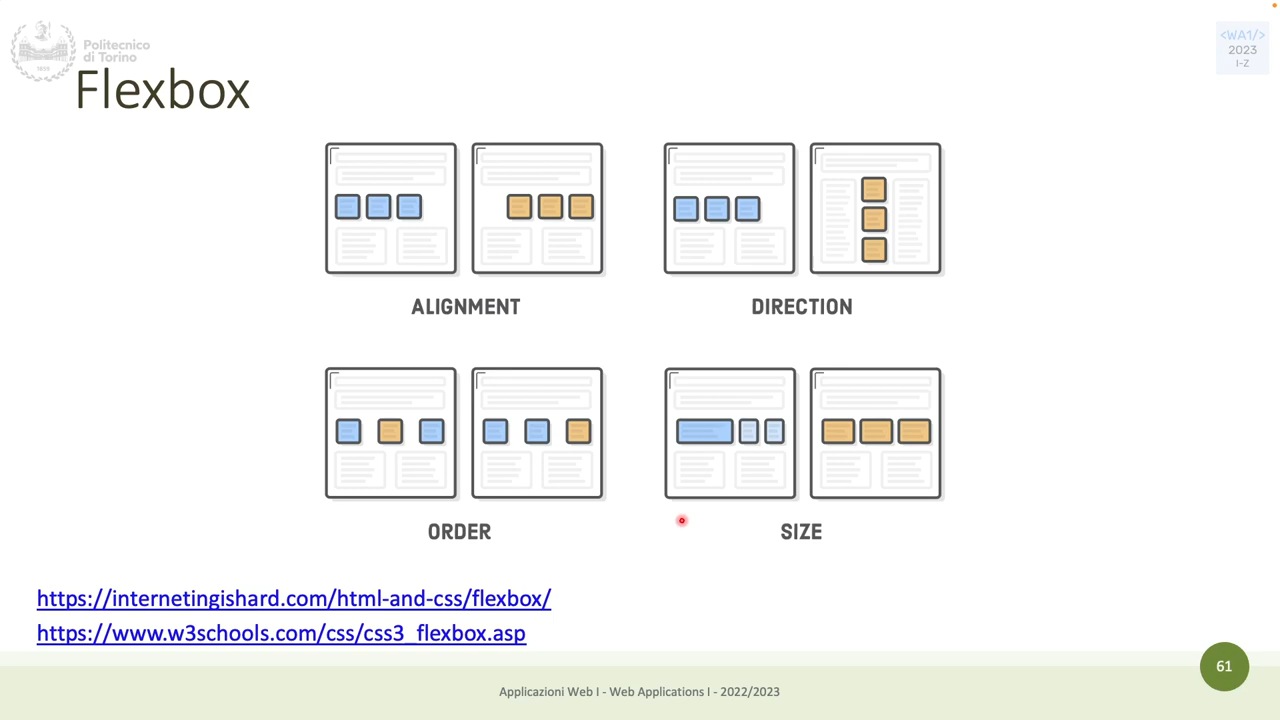 Politecnico
di Torino
1859
<WA1/>
2023
I-Z
Flexbox
ALIGNMENT
DIRECTION
ORDER
SIZE
https://internetingishard.com/html-and-css/flexbox/
https://www.w3schools.com/css/css3_flexbox.asp
61
Applicazioni Web I - Web Applications I - 2022/2023